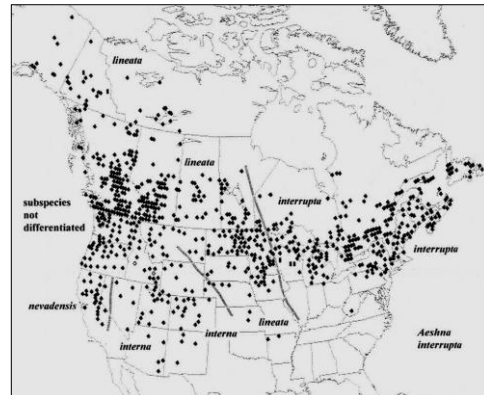 lineata
lineata
interrupta
subspecies
not
differentiated
interrupta
nevadensis
interna
interna
lineata
Aeshna
interrupta